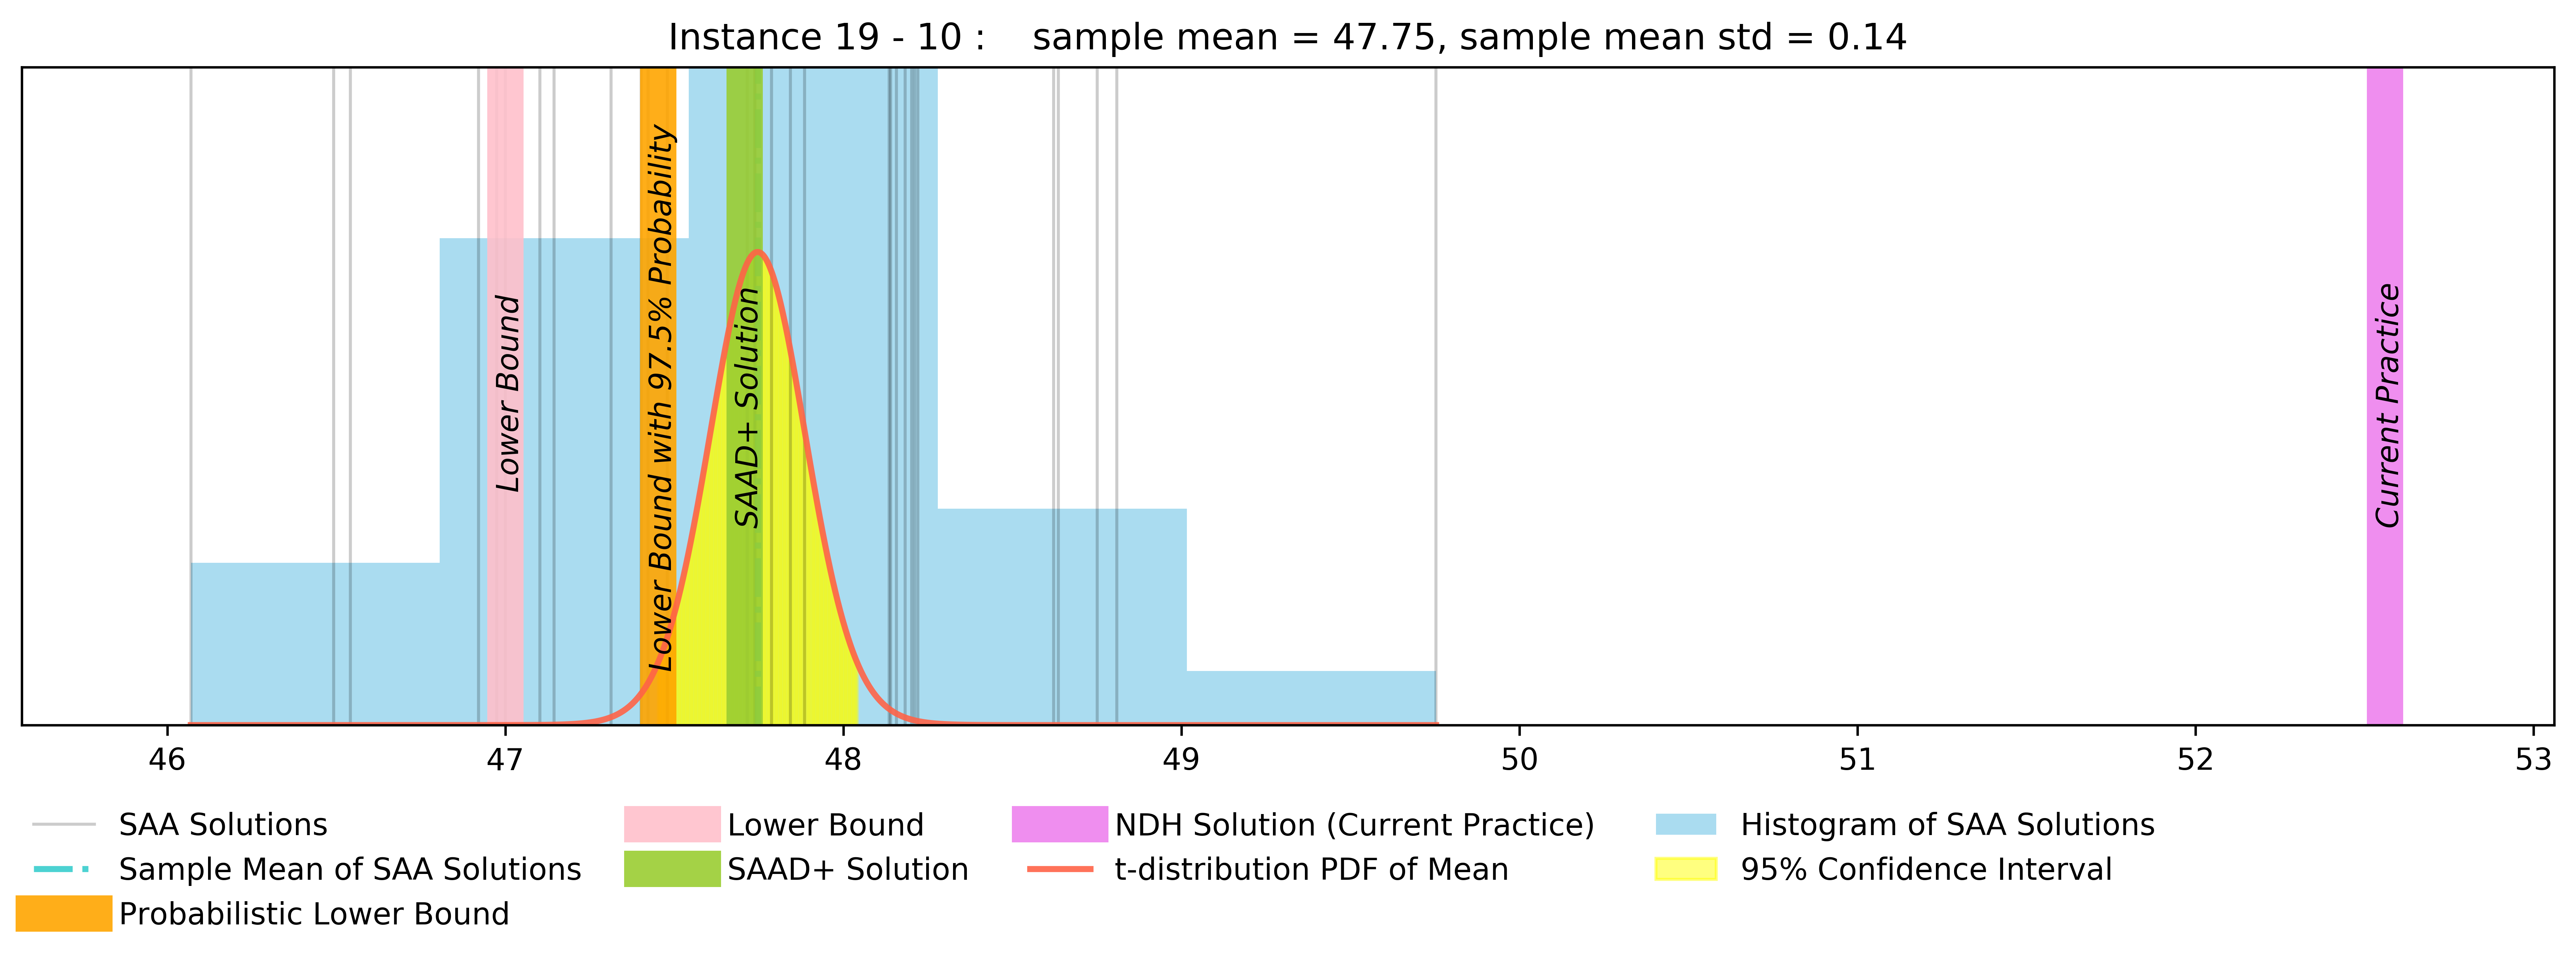 Instance 19 - 10 :    sample mean = 47.75, sample mean std = 0.14
Lower Bound
Lower Bound with 97.5% Probability
SAAD+ Solution
Current Practice
46 47 48 49 50 51 52 53
SAA Solutions
Sample Mean of SAA Solutions
Probabilistic Lower Bound
Lower Bound
SAAD+ Solution
NDH Solution (Current Practice)
t-distribution PDF of Mean
Histogram of SAA Solutions
95% Confidence Interval